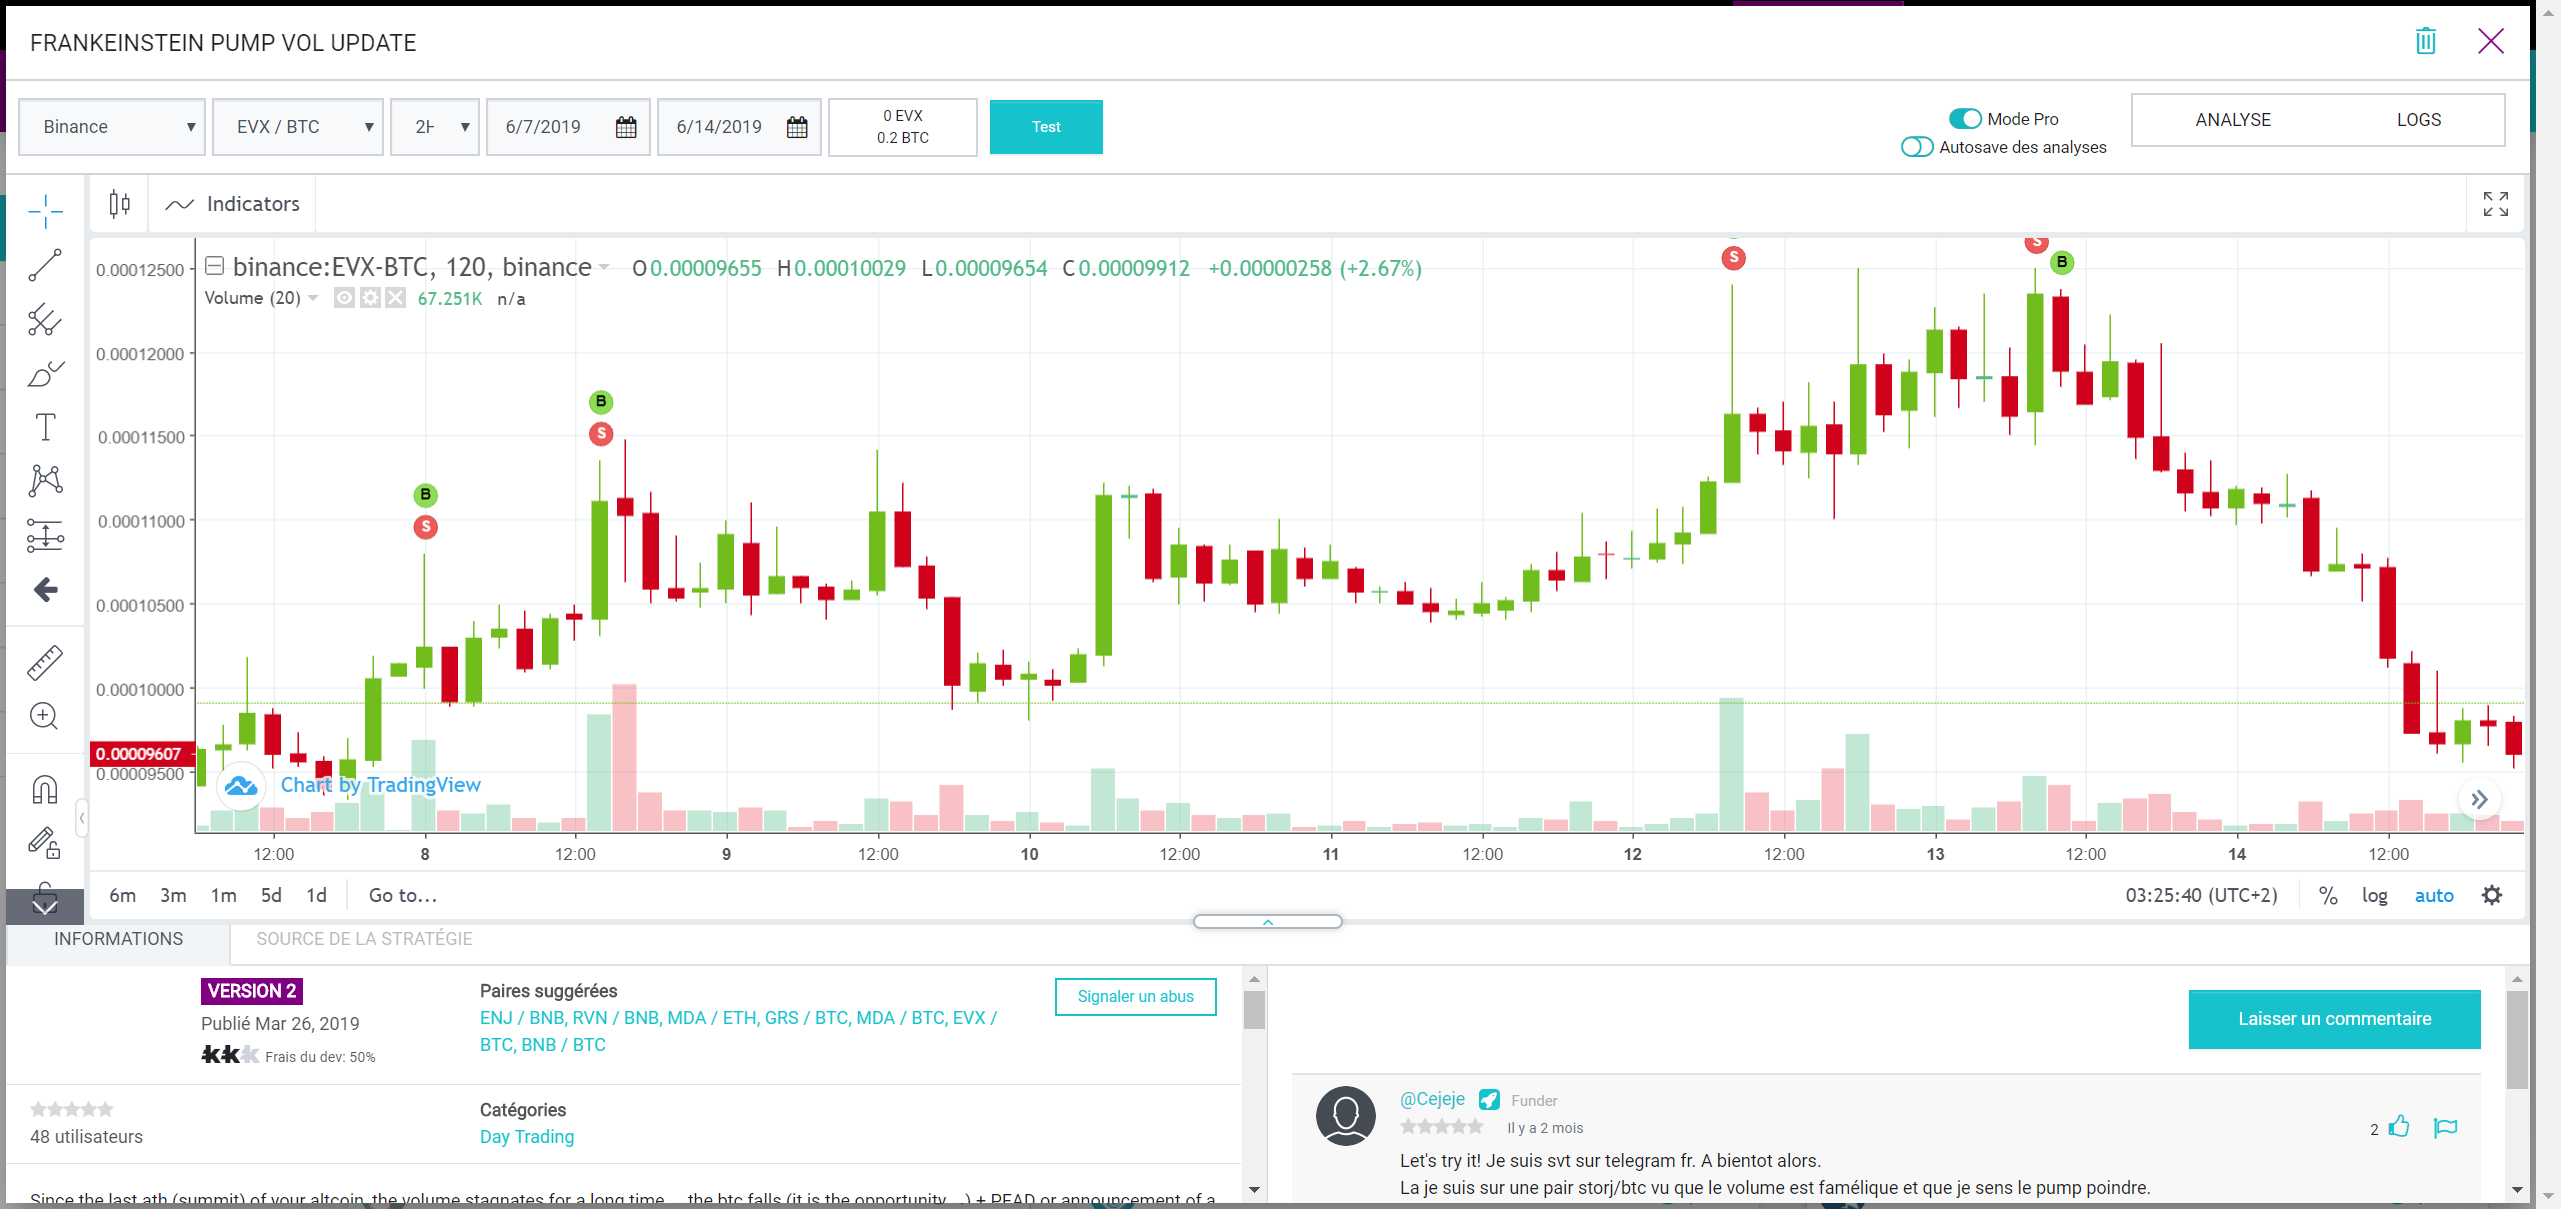 FRANKEINSTEIN PUMP VOL UPDATE
Binance
EVX / BTC
6/7/2019
6/14/2019
0 EVX
0.2 BTC
Test
Mode Pro
Autosave des analyses
ANALYSE
LOGS
Indicators
binance:EVX-BTC, 120, binance O0.00009655 H0.00010029 L0.00009654 C0.00009912 +0.00000258 (+2.67%)
Volume (20) 67.251K n/a
0.00012500
0.00012000
0.00011500
0.00011000
0.00010500
0.00010000
0.00009607
0.00009500
B
S
B
S
S
S
B
Chart by TradingView
12:00 8 12:00 9 12:00 10 12:00 11 12:00 12 12:00 13 12:00 14 12:00
6m 3m 1m 5d 1d Go to...
03:25:40 (UTC+2) % log auto
INFORMATIONS
SOURCE DE LA STRATÉGIE
VERSION 2
Publié Mar 26, 2019
Frais du dev: 50%
Paires suggérées
ENJ / BNB, RVN / BNB, MDA / ETH, GRS / BTC, MDA / BTC, EVX /
BTC, BNB / BTC
Signaler un abus
48 utilisateurs
Catégories
Day Trading
Since the last ath (summit) of your altcoin, the volume stagnates for a long time ... the btc falls (it is the opportunity ...) + PEAD or announcement of a
Laisser un commentaire
@Cejeje Funder
Il y a 2 mois
2
Let's try it! Je suis svt sur telegram fr. A bientot alors.
La je suis sur une pair storj/btc vu que le volume est famélique et que je sens le pump poindre.